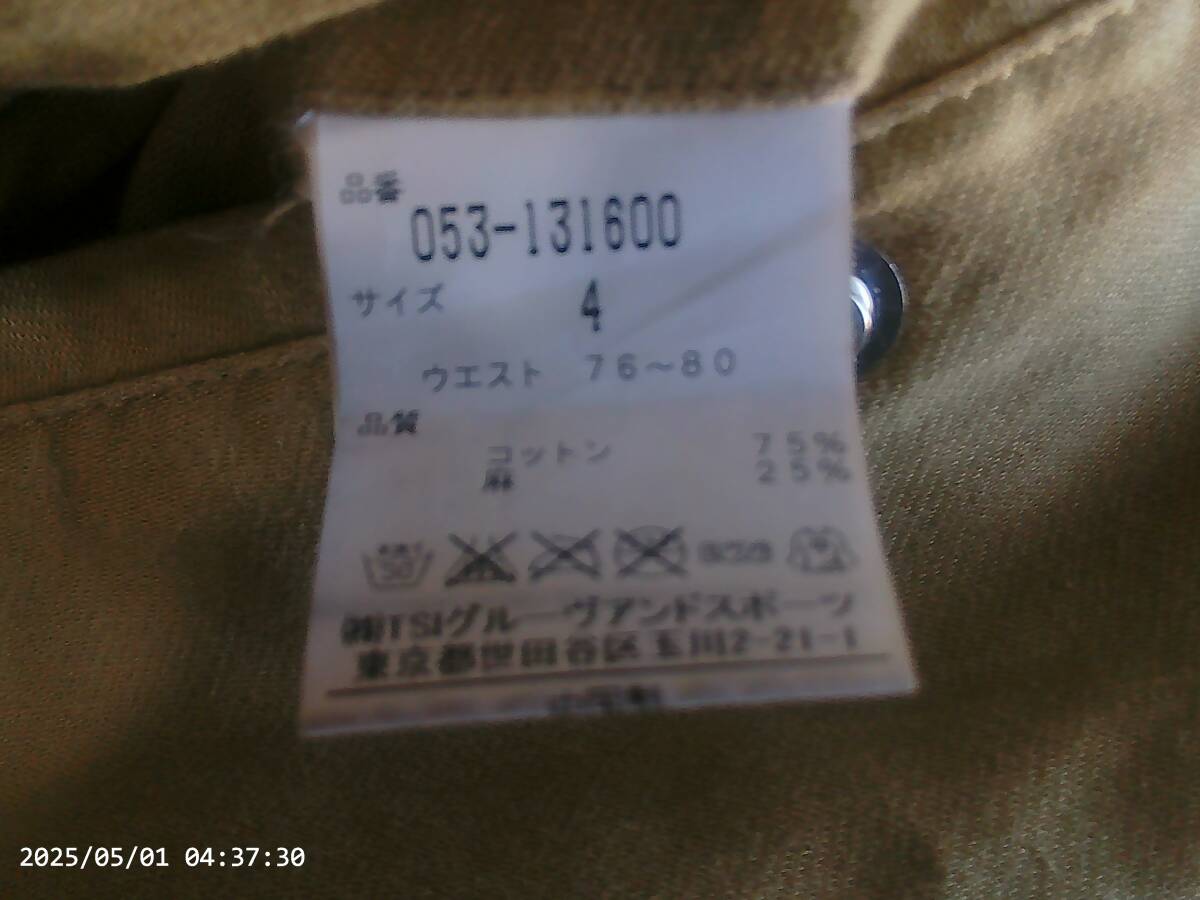 品番
053-131600
サイズ 4
ウエスト 76~80
品質
コットン 75%
麻 25%
㈱TSIグルーヴアンドスポーツ
東京都世田谷区玉川2-21-1
2025/05/01 04:37:30